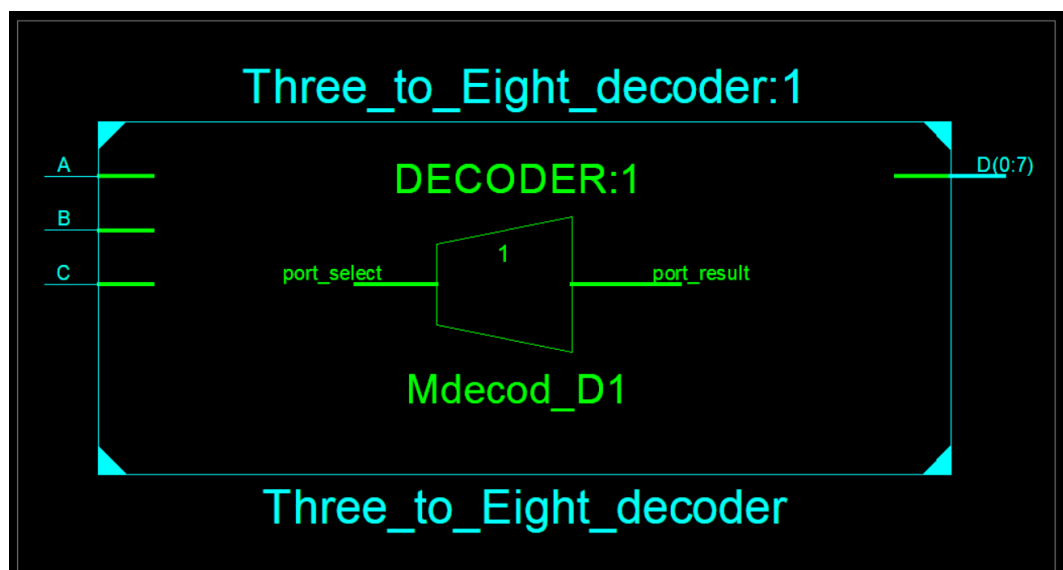 Three_to_Eight_decoder:1
A
D(0:7)
DECODER:1
B
1
C
port_select
port_result
Mdecod_D1
Three_to_Eight_decoder